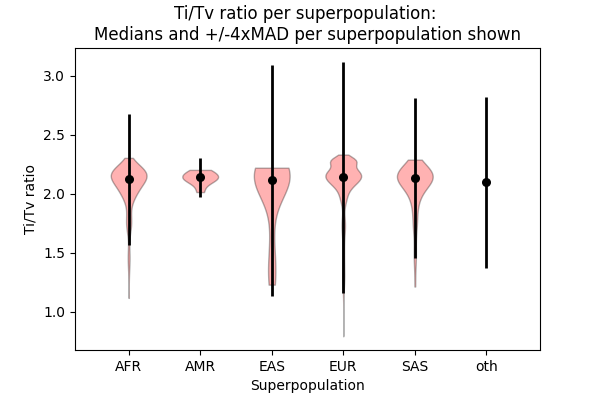 Ti/Tv ratio per superpopulation:
Medians and +/-4xMAD per superpopulation shown
3.0
2.5
2.0
1.5
1.0
Ti/Tv ratio
AFR AMR EAS EUR SAS oth
Superpopulation